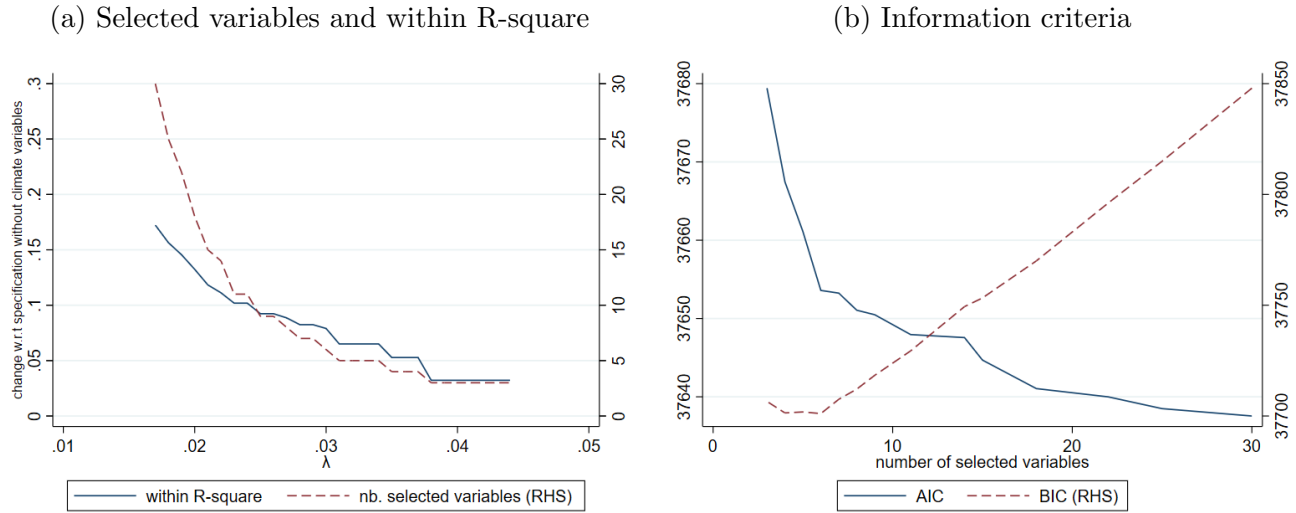 (a) Selected variables and within R-square
change w.r.t specification without climate variables
0 .05 .1 .15 .2 .25 .3
0 5 10 15 20 25 30
.01 .02 .03 .04 .05
λ
within R-square
nb. selected variables (RHS)
(b) Information criteria
37640 37650 37660 37670 37680
37700 37750 37800 37850
0 10 20 30
number of selected variables
AIC
BIC (RHS)